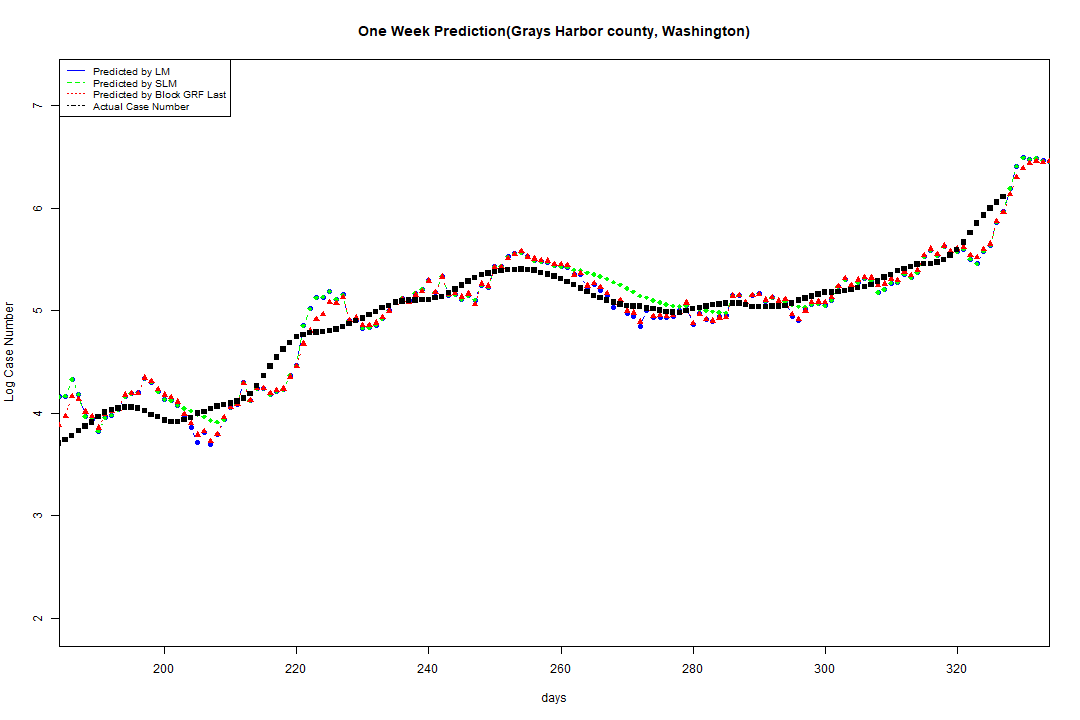 One Week Prediction(Grays Harbor county, Washington)
Predicted by LM
Predicted by SLM
Predicted by Block GRF Last
Actual Case Number
Log Case Number
7
6
5
4
3
2
200 220 240 260 280 300 320
days